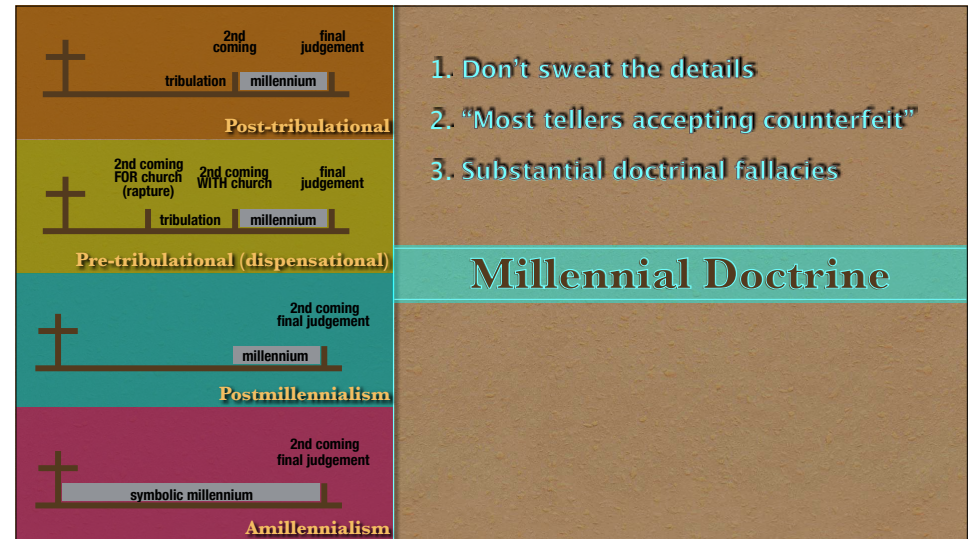 2nd
coming
final
judgement
tribulation
millennium
Post-tribulational
2nd coming
FOR church
(rapture)
2nd coming
WITH church
final
judgement
tribulation
millennium
Pre-tribulational (dispensational)
2nd coming
final judgement
millennium
Postmillennialism
2nd coming
final judgement
symbolic millennium
Amillennialism
1. Don’t sweat the details
2. “Most tellers accepting counterfeit”
3. Substantial doctrinal fallacies
Millennial Doctrine